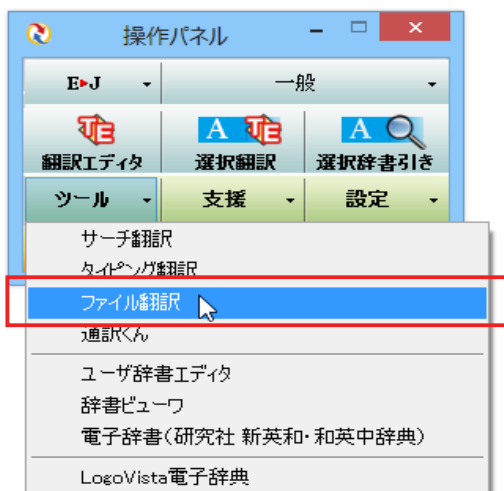 操作パネル
E▸J 一般
翻訳エディタ 選択翻訳 選択辞書引き
ツール 支援 設定
サーチ翻訳
タイピング翻訳
ファイル翻訳
通訳くん
ユーザ辞書エディタ
辞書ビューワ
電子辞書(研究社 新英和・和英中辞典)
LogoVista電子辞典